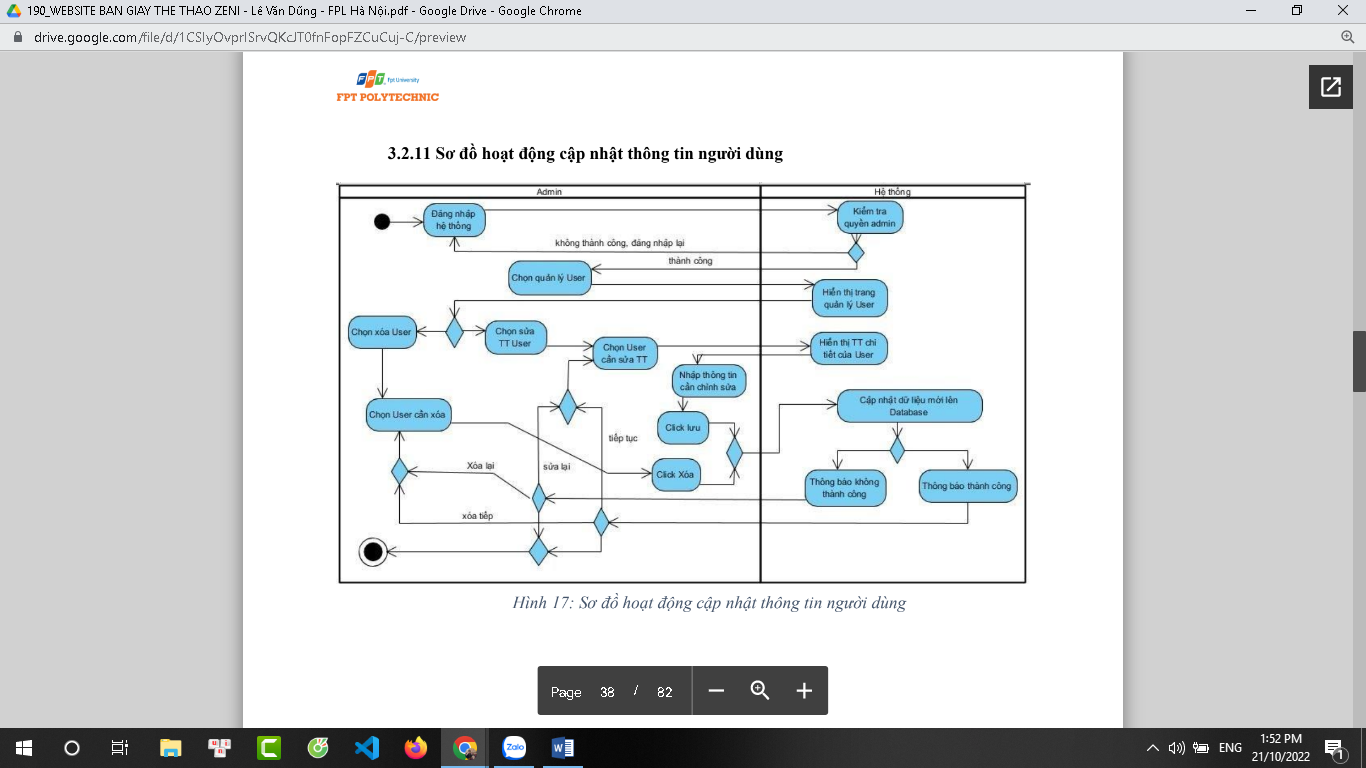 190_WEBSITE BAN GIAY THE THAO ZENI - Lê Văn Dũng - FPL Hà Nội.pdf - Google Drive - Google Chrome
drive.google.com/file/d/1CSIyOvprISrvQKcJT0fnFopFZCuCuj-C/preview
FPT. Fpt University
FPT POLYTECHNIC
3.2.11 Sơ đồ hoạt động cập nhật thông tin người dùng
Admin
Hệ thống
Đăng nhập
hệ thống
Kiểm tra
quyền admin
không thành công, đăng nhập lại
thành công
Chọn quản lý User
Hiển thị trang
quản lý User
Chọn xóa User
Chọn sửa
TT User
Chọn User
cần sửa TT
Hiển thị TT chi
tiết của User
Nhập thông tin
cần chỉnh sửa
Cập nhật dữ liệu mới lên
Database
Chọn User cần xóa
Click lưu
tiếp tục
Xóa lại
sửa lại
Click Xóa
Thông báo không
thành công
Thông báo thành công
xóa tiếp
Hình 17: Sơ đồ hoạt động cập nhật thông tin người dùng
Page 38 / 82
Zalo
ENG
1:52 PM
21/10/2022
1